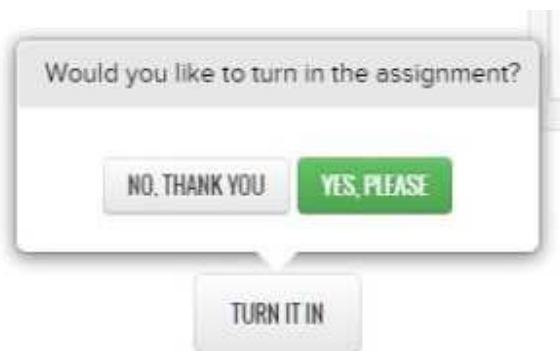 Would you like to turn in the assignment?
NO, THANK YOU YES, PLEASE
TURN IT IN